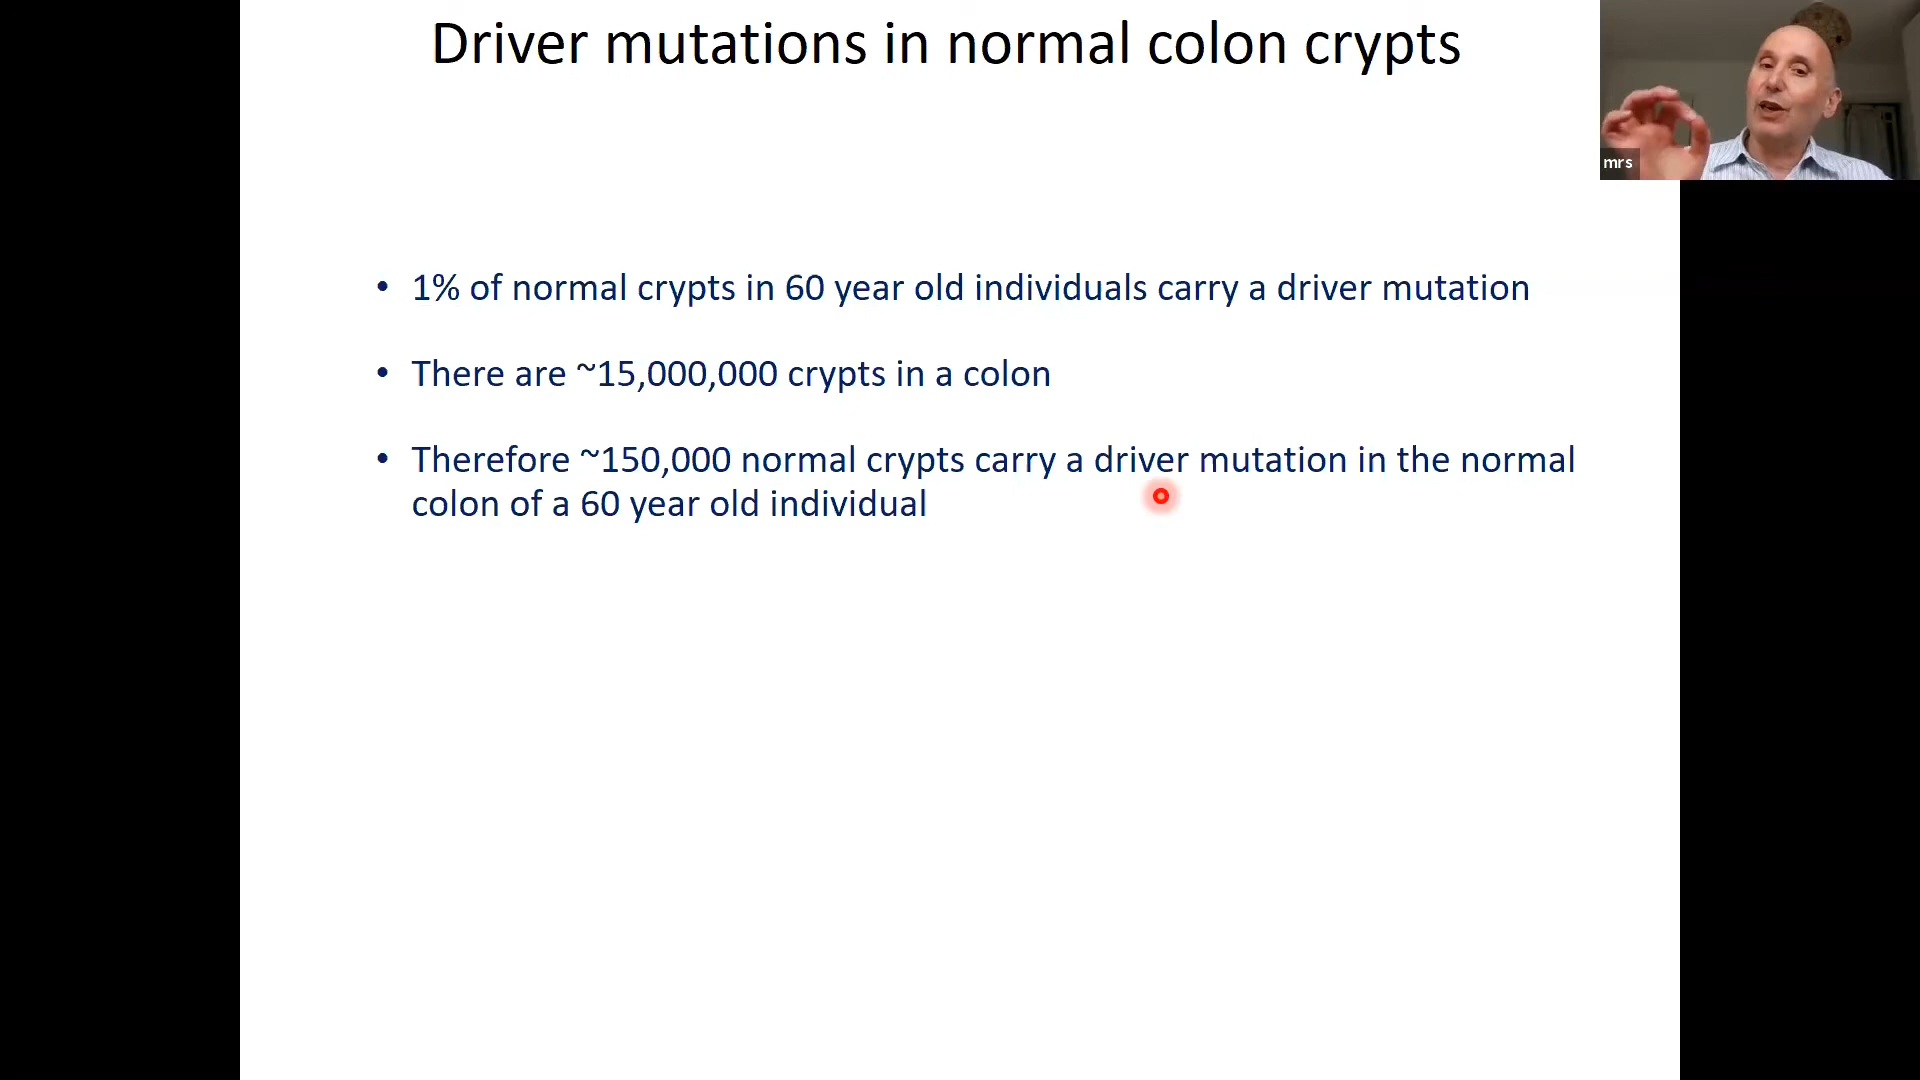 Driver mutations in normal colon crypts
mrs
• 1% of normal crypts in 60 year old individuals carry a driver mutation
• There are ~15,000,000 crypts in a colon
• Therefore ~150,000 normal crypts carry a driver mutation in the normal
colon of a 60 year old individual